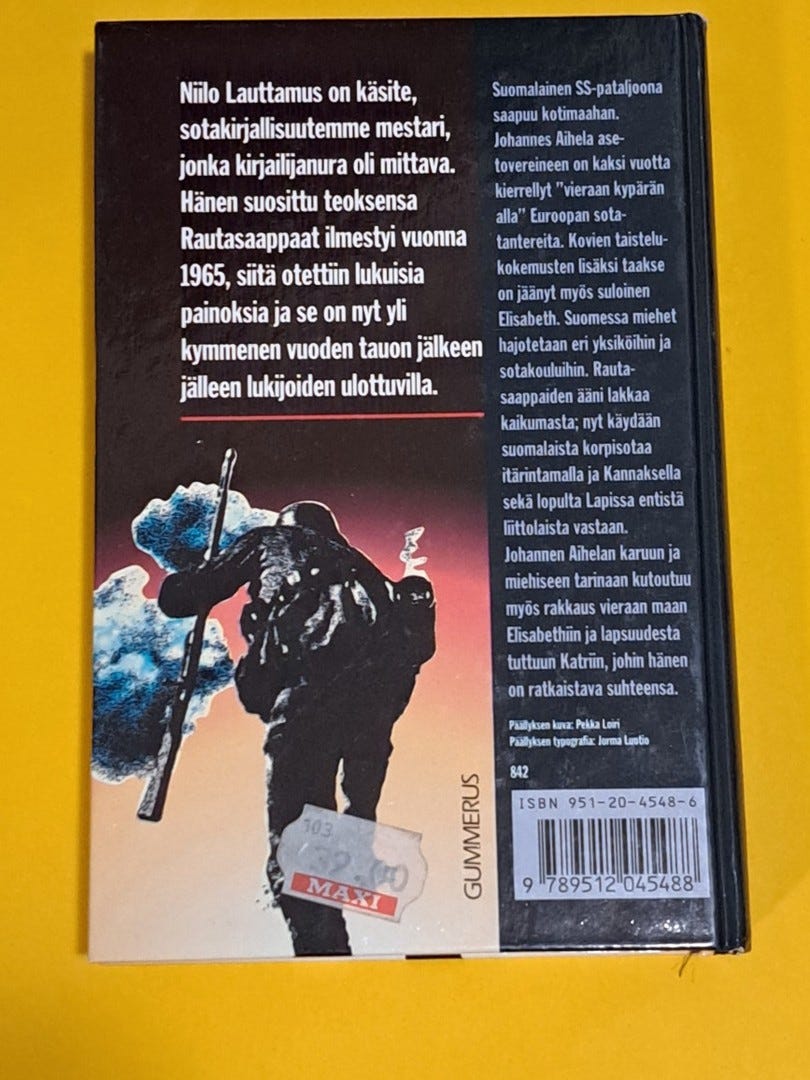 Niilo Lauttamus on käsite,
sotakirjallisuutemme mestari,
jonka kirjailijanura oli mittava.
Hänen suosittu teoksensa
Rautasaappaat ilmestyi vuonna
1965, siitä otettiin lukuisia
painoksia ja se on nyt yli
kymmenen vuoden tauon jälkeen
jälleen lukijoiden ulottuvilla.
Suomalainen SS-pataljoona
saapuu kotimaahan.
Johannes Aihela ase-
tovereineen on kaksi vuotta
kierrellyt "vieraan kypärän
alla" Euroopan sota-
tantereita. Kovien taistelu-
kokemusten lisäksi taakse
on jäänyt myös suloinen
Elisabeth. Suomessa miehet
hajotetaan eri yksiköihin ja
sotakouluihin. Rauta-
saappaiden ääni lakkaa
kaikumasta; nyt käydään
suomalaista korpisotaa
itärintamalla ja Kannaksella
sekä lopulta Lapissa entistä
liittolaista vastaan.
Johannen Aihelan karuun ja
miehiseen tarinaan kutoutuu
myös rakkaus vieraan maan
Elisabethiin ja lapsuudesta
tuttuun Katriin, johin hänen
on ratkaistava suhteensa.
Päällyksen kuva: Pekka Loiri
Päällyksen typografia: Jorma Luotio
842
ISBN 951-20-4548-6
9 789512 045488
GUMMERUS
103
39,00
MAXI